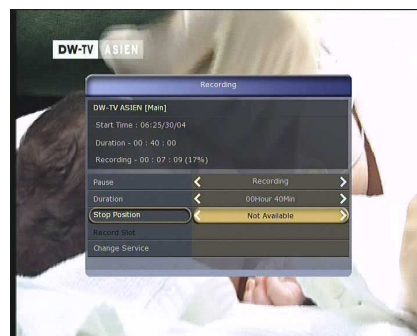 DW-TV ASIEN
Recording
DW-TV ASIEN [Main]
Start Time : 06:25/30/04
Duration - 00 : 40 : 00
Recording - 00 : 07 : 09 (17%)
Pause Recording
Duration 00Hour 40Min
Stop Position Not Available
Record Slot
Change Service